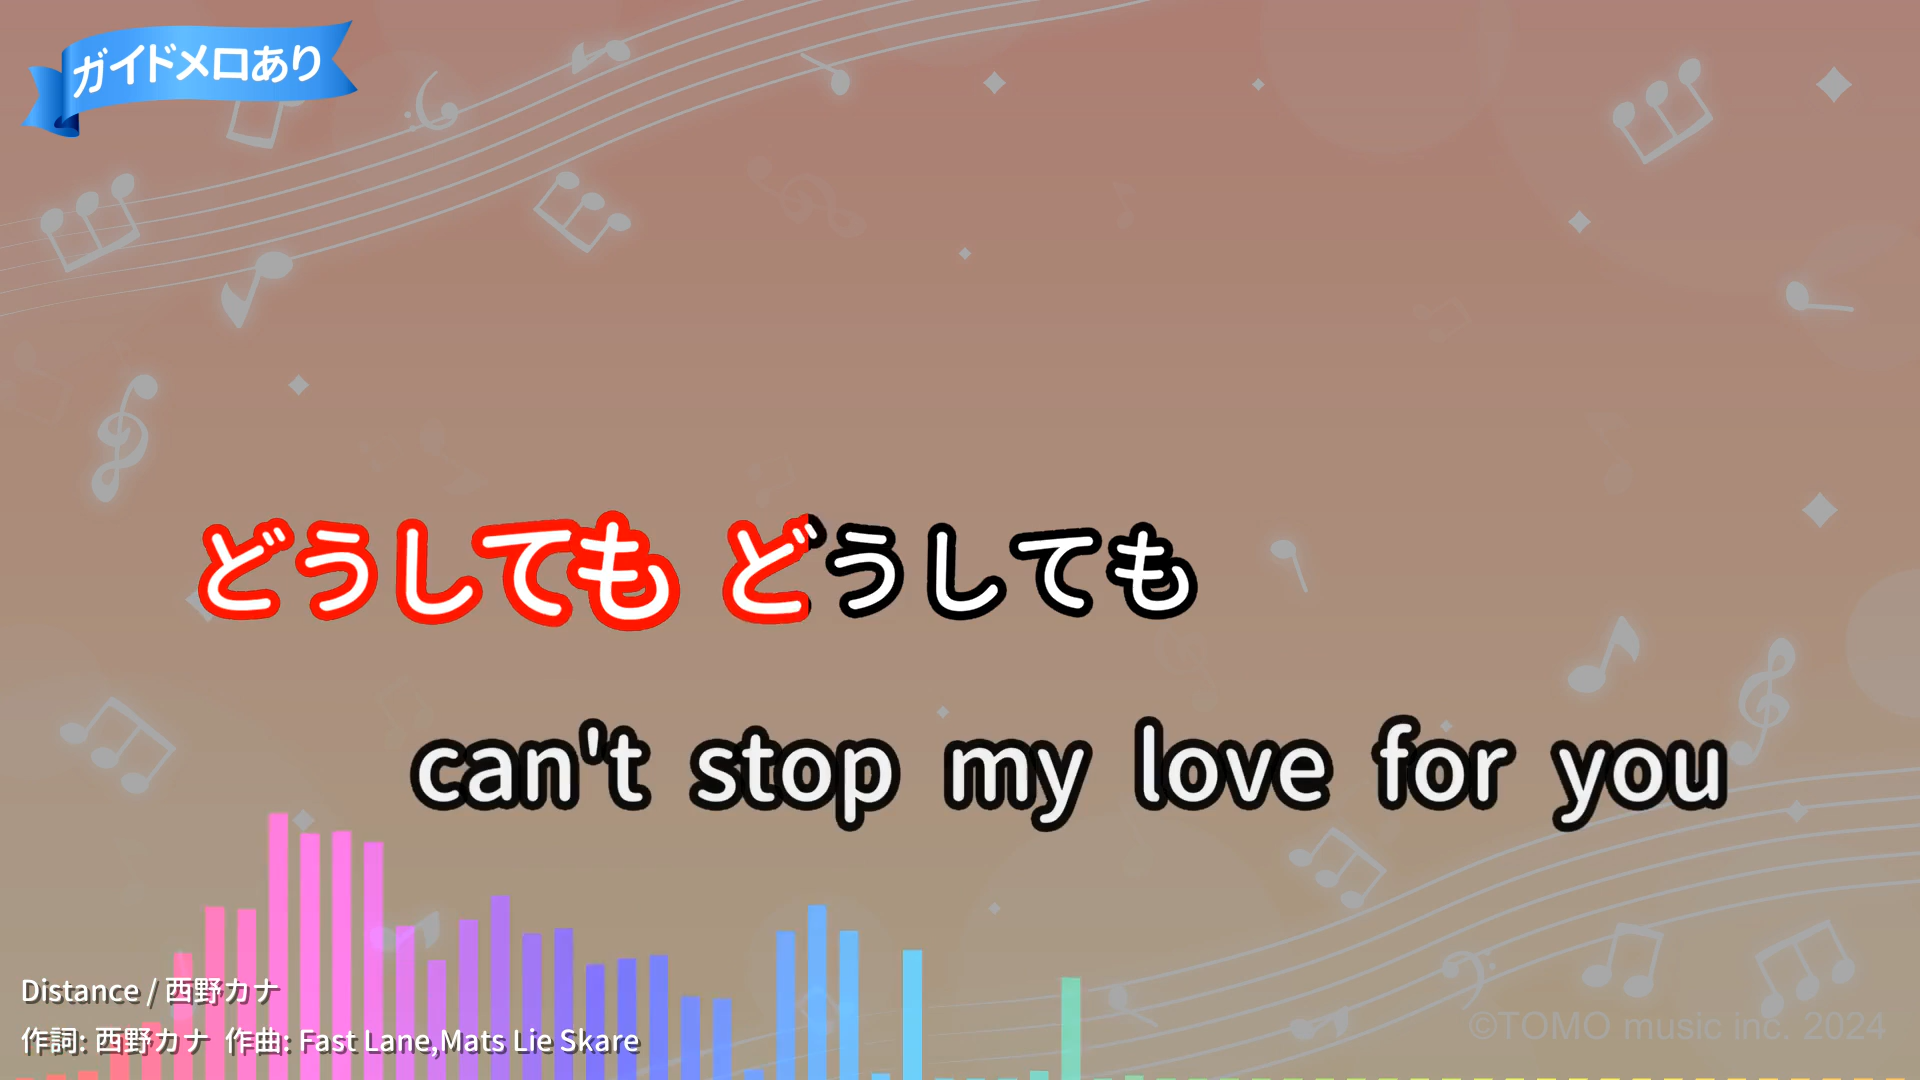 ガイドメロあり
どうしても どうしても
can't stop my love for you
Distance / 西野カナ
作詞: 西野カナ 作曲: Fast Lane,Mats Lie Skare
©TOMO music inc. 2024